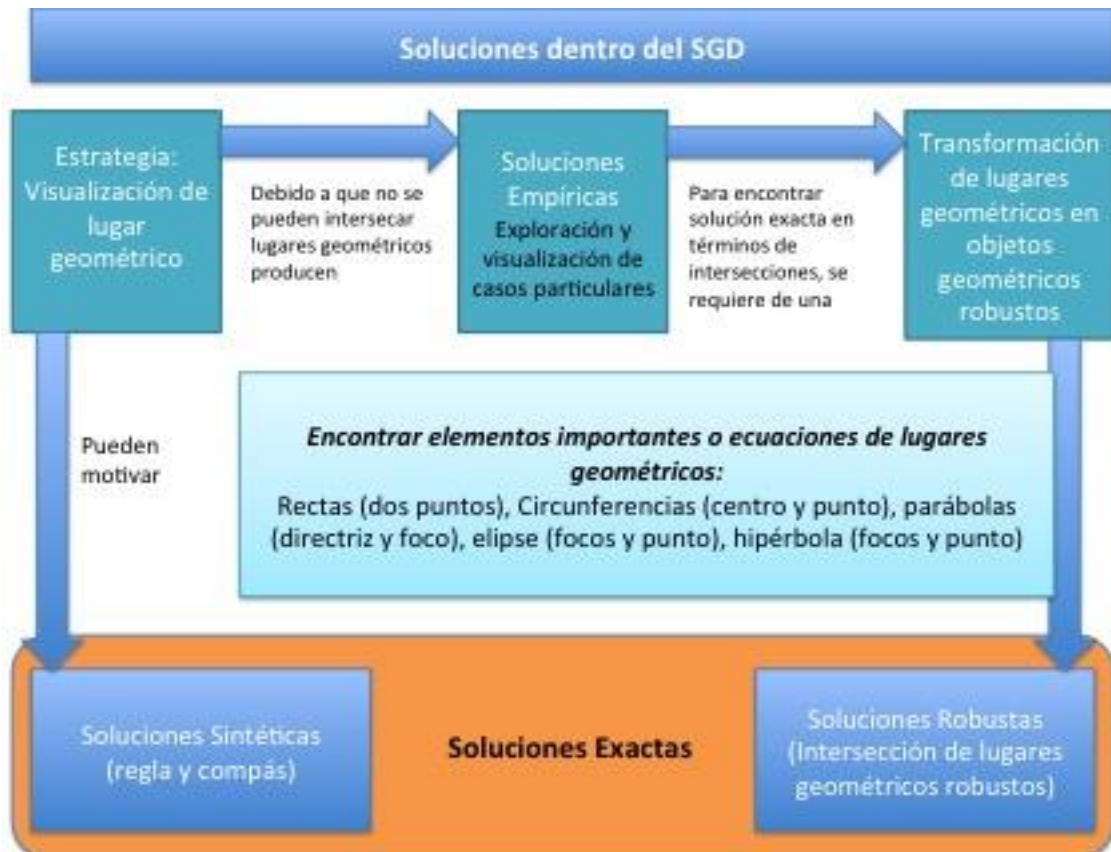 Soluciones dentro del SGD
Estrategia:
Visualización de
lugar
geométrico
Debido a que no se
pueden intersecar
lugares geométricos
producen
Soluciones
Empíricas
Exploración y
visualización de
casos particulares
Para encontrar
solución exacta en
términos de
intersecciones, se
requiere de una
Transformación
de lugares
geométricos en
objetos
geométricos
robustos
Pueden
motivar
Encontrar elementos importantes o ecuaciones de lugares
geométricos:
Rectas (dos puntos), Circunferencias (centro y punto), parábolas
(directriz y foco), elipse (focos y punto), hipérbola (focos y punto)
Soluciones Sintéticas
(regla y compás)
Soluciones Exactas
Soluciones Robustas
(Intersección de lugares
geométricos robustos)